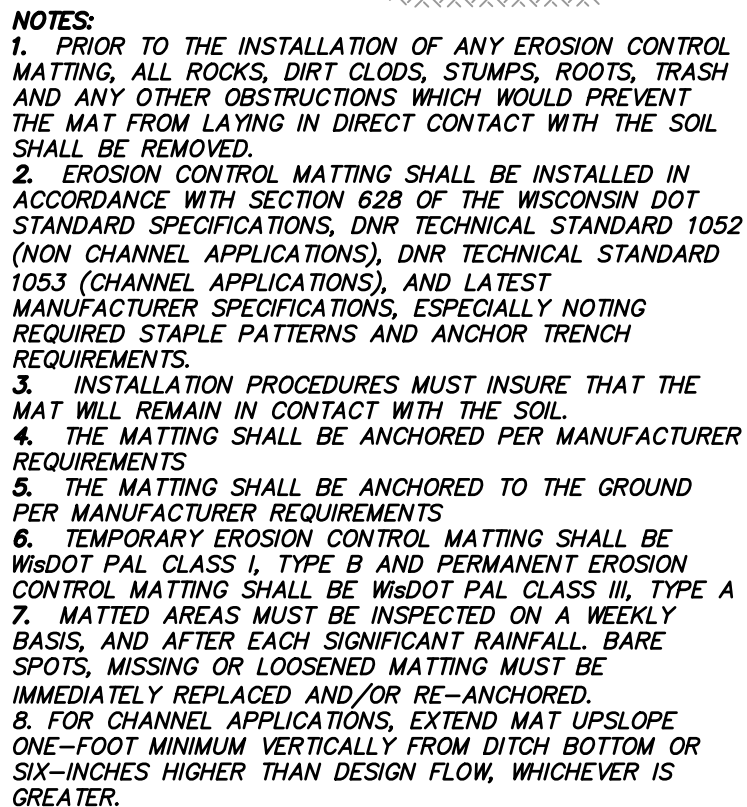 NOTES:
1. PRIOR TO THE INSTALLATION OF ANY EROSION CONTROL
MATTING, ALL ROCKS, DIRT CLODS, STUMPS, ROOTS, TRASH
AND ANY OTHER OBSTRUCTIONS WHICH WOULD PREVENT
THE MAT FROM LAYING IN DIRECT CONTACT WITH THE SOIL
SHALL BE REMOVED.
2. EROSION CONTROL MATTING SHALL BE INSTALLED IN
ACCORDANCE WITH SECTION 628 OF THE WISCONSIN DOT
STANDARD SPECIFICATIONS, DNR TECHNICAL STANDARD 1052
(NON CHANNEL APPLICATIONS), DNR TECHNICAL STANDARD
1053 (CHANNEL APPLICATIONS), AND LATEST
MANUFACTURER SPECIFICATIONS, ESPECIALLY NOTING
REQUIRED STAPLE PATTERNS AND ANCHOR TRENCH
REQUIREMENTS.
3. INSTALLATION PROCEDURES MUST INSURE THAT THE
MAT WILL REMAIN IN CONTACT WITH THE SOIL.
4. THE MATTING SHALL BE ANCHORED PER MANUFACTURER
REQUIREMENTS
5. THE MATTING SHALL BE ANCHORED TO THE GROUND
PER MANUFACTURER REQUIREMENTS
6. TEMPORARY EROSION CONTROL MATTING SHALL BE
WisDOT PAL CLASS I, TYPE B AND PERMANENT EROSION
CONTROL MATTING SHALL BE WisDOT PAL CLASS III, TYPE A
7. MATTED AREAS MUST BE INSPECTED ON A WEEKLY
BASIS, AND AFTER EACH SIGNIFICANT RAINFALL. BARE
SPOTS, MISSING OR LOOSENED MATTING MUST BE
IMMEDIATELY REPLACED AND/OR RE-ANCHORED.
8. FOR CHANNEL APPLICATIONS, EXTEND MAT UPSLOPE
ONE-FOOT MINIMUM VERTICALLY FROM DITCH BOTTOM OR
SIX-INCHES HIGHER THAN DESIGN FLOW, WHICHEVER IS
GREATER.